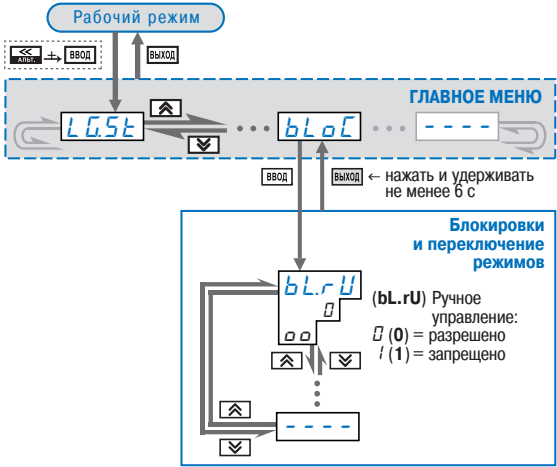 Рабочий режим
АЛЬТ. + ВВОД ВЫХОД
ГЛАВНОЕ МЕНЮ
LG.St bLoC - - - -
ВВОД ВЫХОД ← нажать и удерживать
не менее 6 с
Блокировки
и переключение
режимов
bL.rU
0
oo
(bL.rU) Ручное
управление:
0 (0) = разрешено
1 (1) = запрещено
- - - -